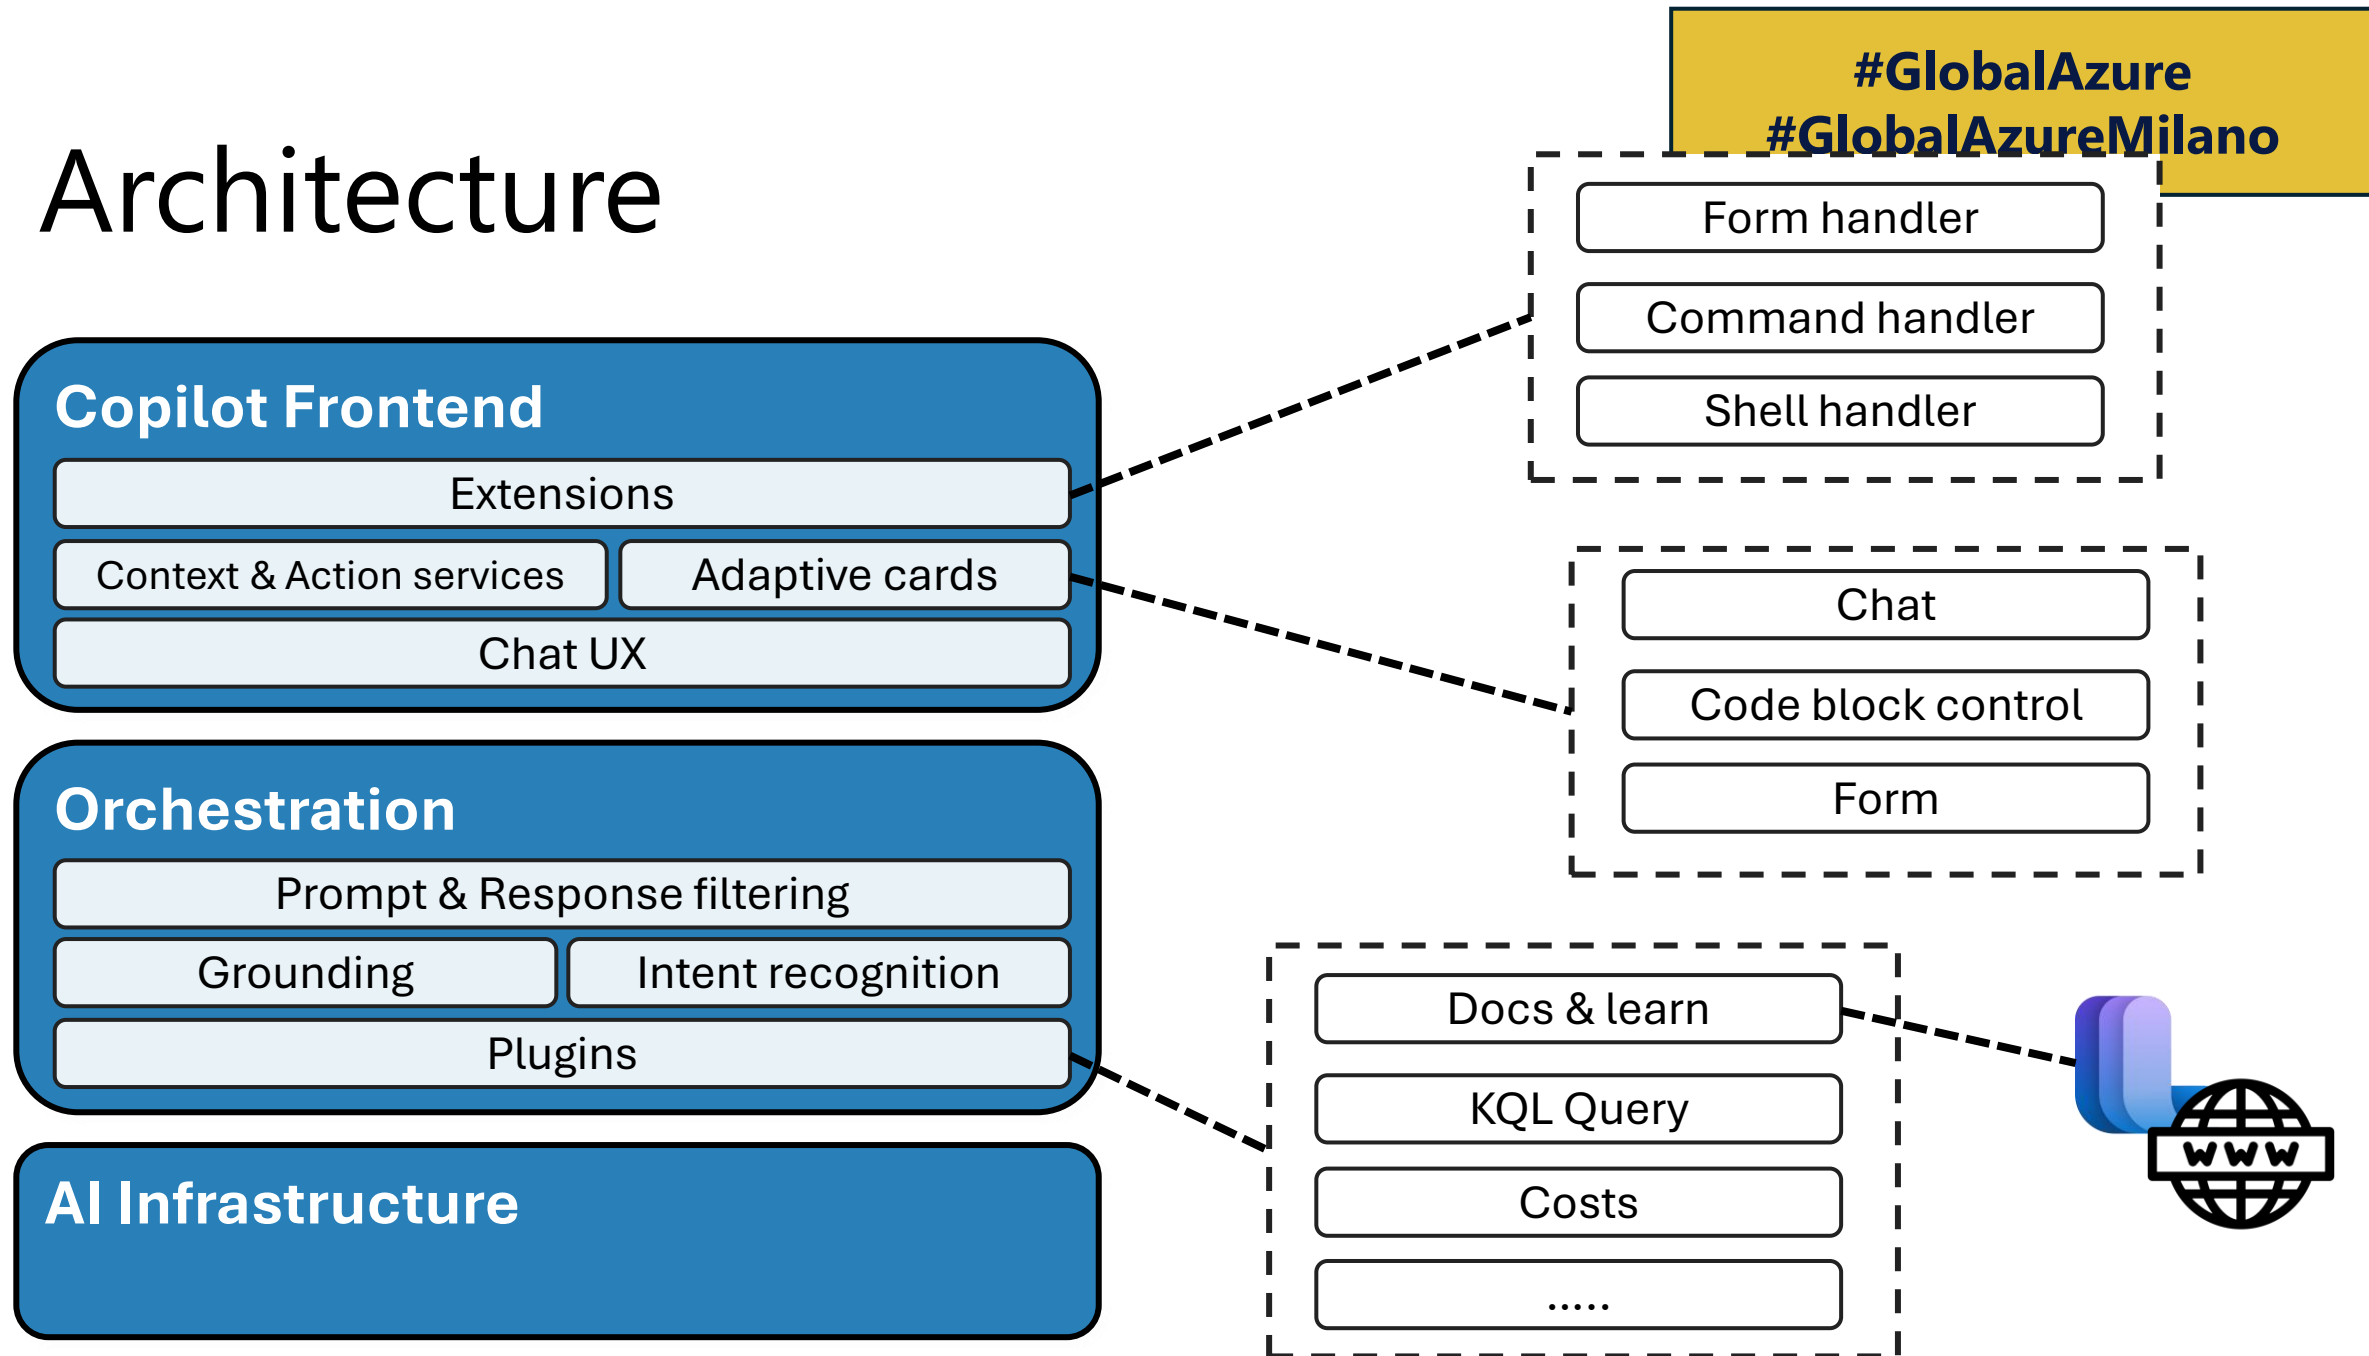 #GlobalAzure
#GlobalAzureMilano
Architecture
Copilot Frontend
Extensions
Context & Action services
Adaptive cards
Chat UX
Orchestration
Prompt & Response filtering
Grounding
Intent recognition
Plugins
AI Infrastructure
Form handler
Command handler
Shell handler
Chat
Code block control
Form
Docs & learn
KQL Query
Costs
.....
WWW